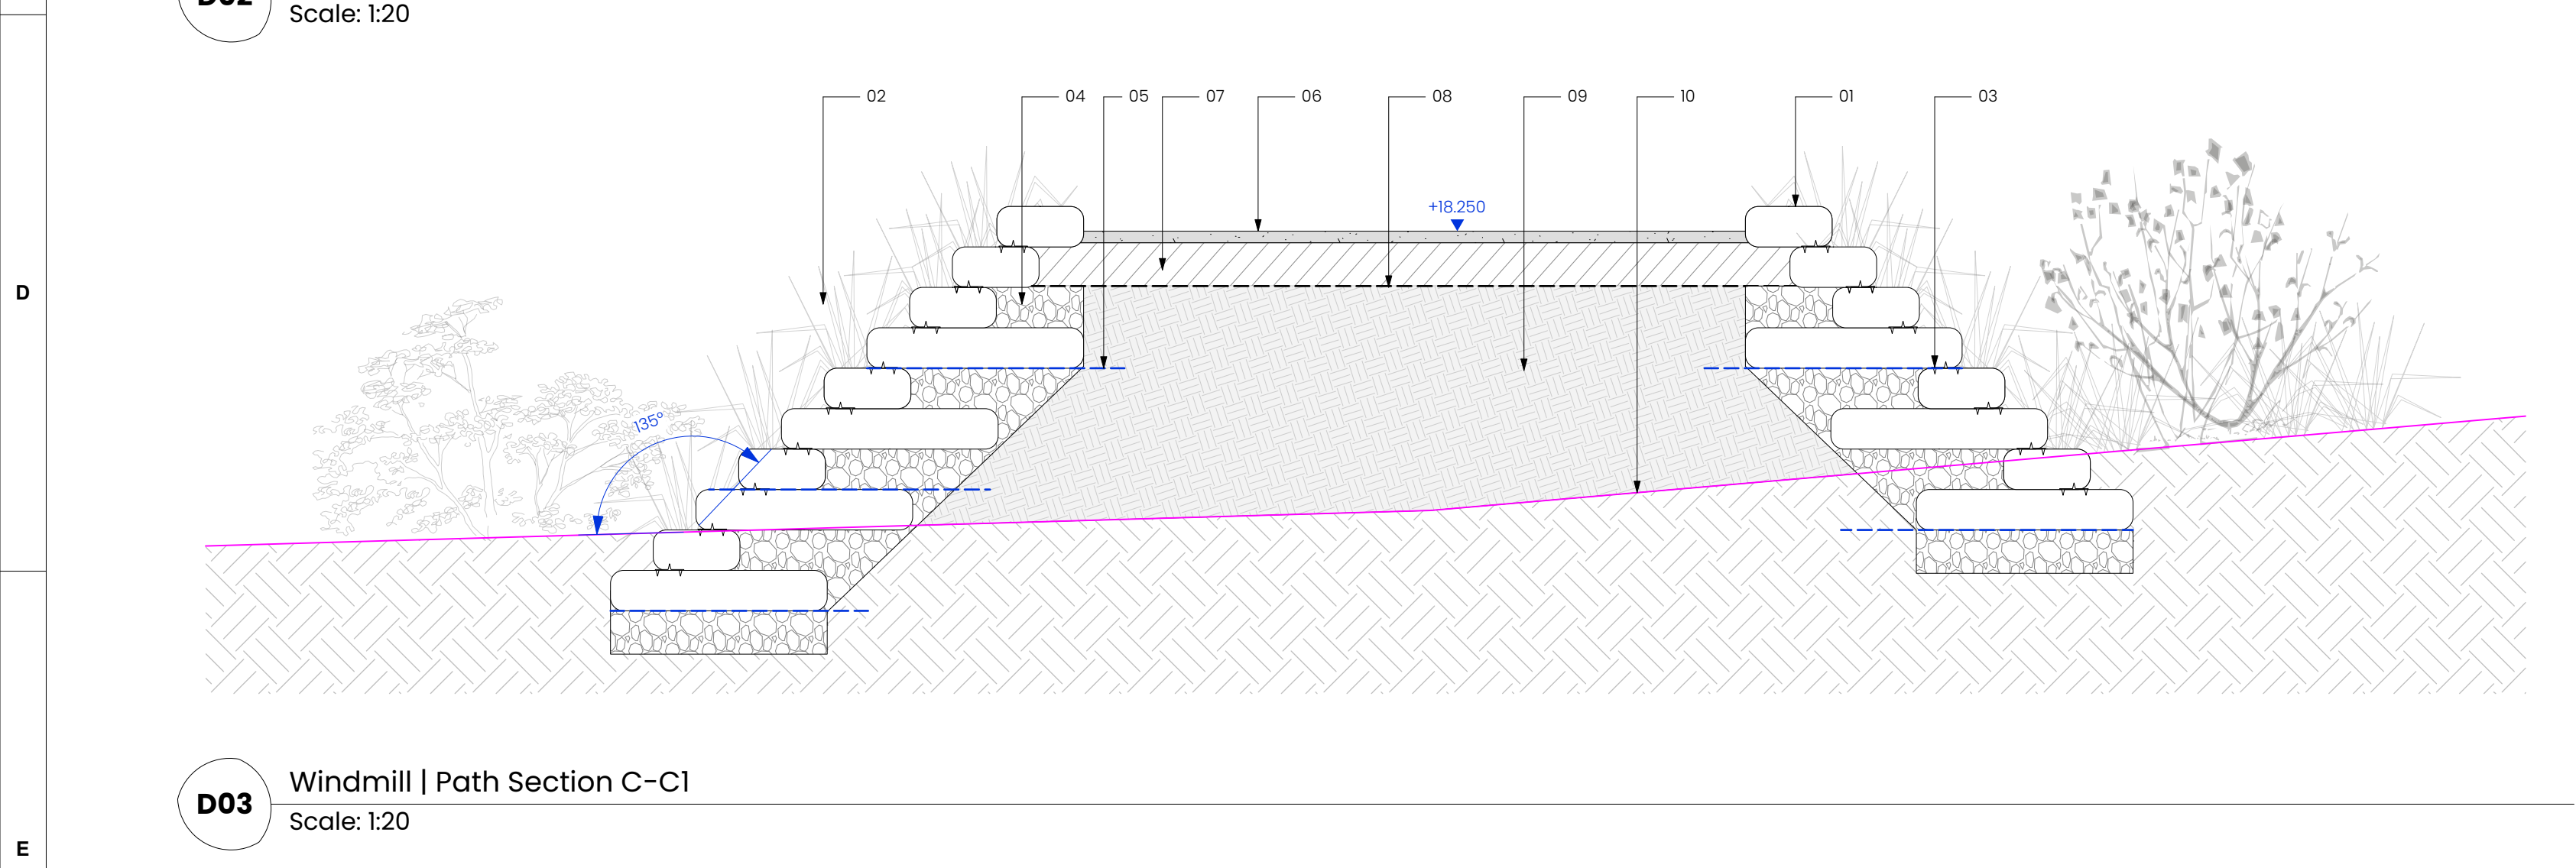 Scale: 1:20
02 04 05 07 06 08 09 10 01 03
+18.250
D
135°
Windmill | Path Section C-C1
D03
Scale: 1:20
E